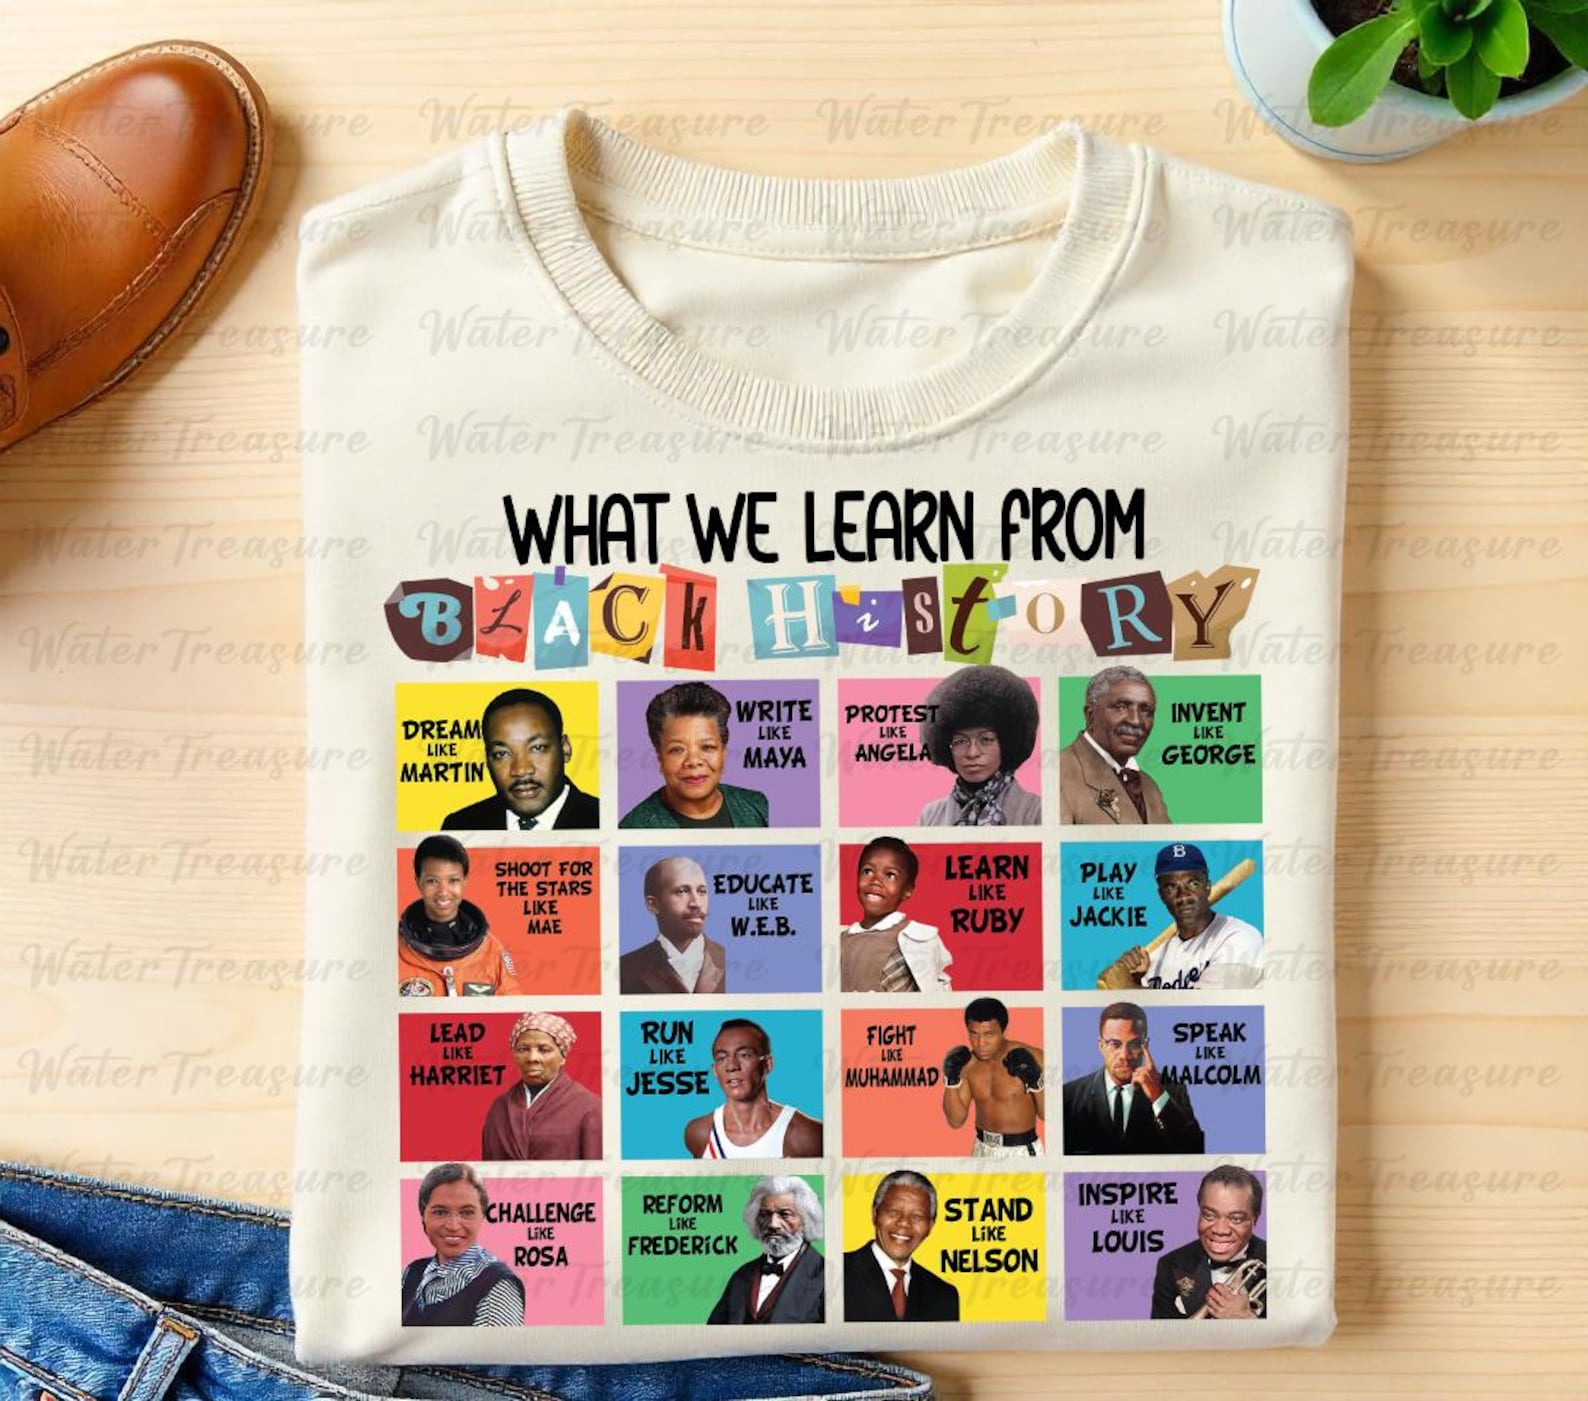 WHAT WE LEARN FROM
BLACK HiStORY
DREAM
LIKE
MARTIN
WRITE
LIKE
MAYA
PROTEST
LIKE
ANGELA
INVENT
LIKE
GEORGE
SHOOT FOR
THE STARS
LIKE
MAE
EDUCATE
LIKE
W.E.B.
LEARN
LIKE
RUBY
PLAY
LIKE
JACKIE
B
Dodge
LEAD
LIKE
HARRIET
RUN
LIKE
JESSE
FIGHT
LIKE
MUHAMMAD
SPEAK
LIKE
MALCOLM
CHALLENGE
LIKE
ROSA
REFORM
LIKE
FREDERICK
STAND
LIKE
NELSON
INSPIRE
LIKE
LOUIS
Water Treasure